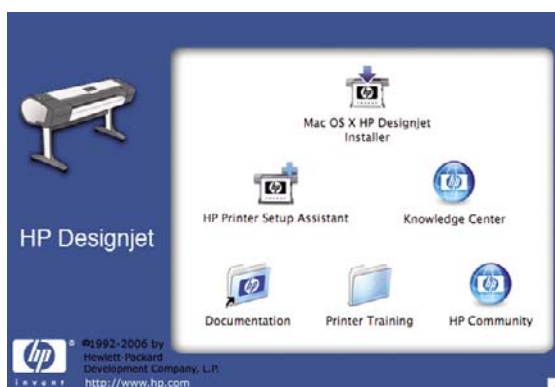 Mac OS X HP Designjet
Installer
HP Printer Setup Assistant
Knowledge Center
HP Designjet
Documentation
Printer Training
HP Community
hp
®
invent
©1992-2006 by
Hewlett-Packard
Development Company, L.P.
http://www.hp.com